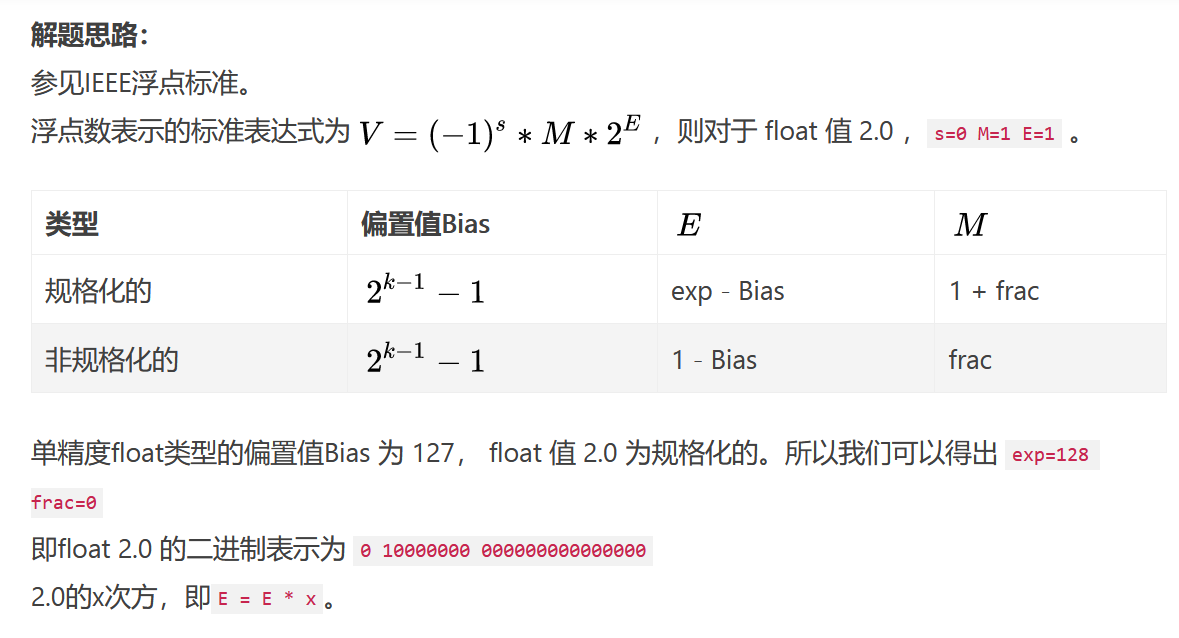 解题思路：
参见IEEE浮点标准。
浮点数表示的标准表达式为 V = (−1)^s ∗ M ∗ 2^E ，则对于 float 值 2.0 ， s=0 M=1 E=1 。
类型 偏置值Bias E M
规格化的 2^{k−1} − 1 exp - Bias 1 + frac
非规格化的 2^{k−1} − 1 1 - Bias frac
单精度float类型的偏置值Bias 为 127， float 值 2.0 为规格化的。所以我们可以得出 exp=128
frac=0
即float 2.0 的二进制表示为 0 10000000 000000000000000
2.0的x次方，即 E = E * x 。